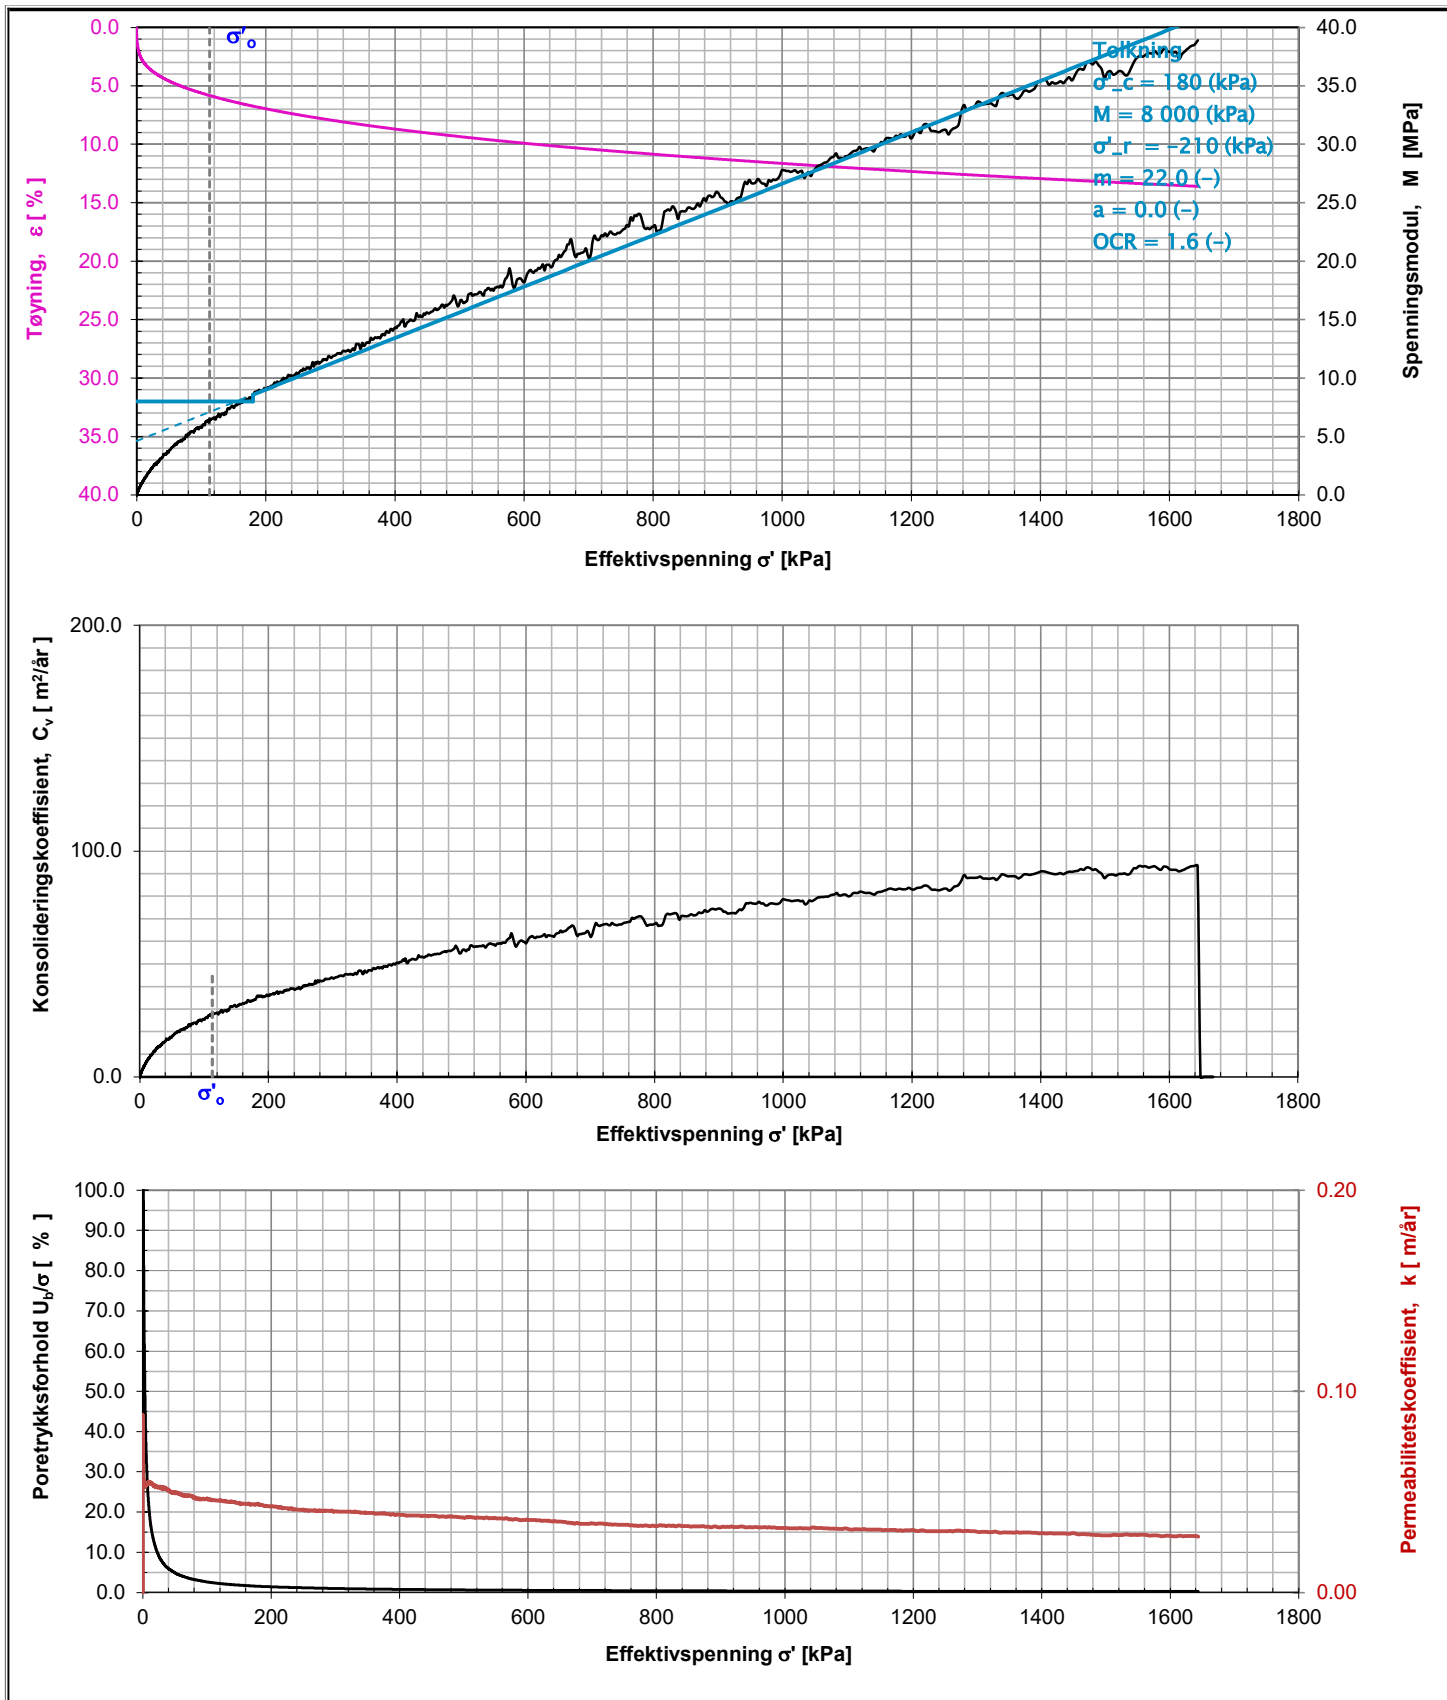 0.0
5.0
10.0
15.0
20.0
25.0
30.0
35.0
40.0
Tøyning, ε [ % ]
σ'o
40.0
35.0
30.0
25.0
20.0
15.0
10.0
5.0
0.0
Spenningsmodul, M [MPa]
Tolkning
σ'_c = 180 (kPa)
M = 8 000 (kPa)
σ'_r = -210 (kPa)
m = 22.0 (-)
a = 0.0 (-)
OCR = 1.6 (-)
0 200 400 600 800 1000 1200 1400 1600 1800
Effektivspenning σ' [kPa]
200.0
100.0
0.0
Konsolideringskoeffisient, Cv [ m²/år ]
σ'o
0 200 400 600 800 1000 1200 1400 1600 1800
Effektivspenning σ' [kPa]
100.0
90.0
80.0
70.0
60.0
50.0
40.0
30.0
20.0
10.0
0.0
Poretrykksforhold Ub/σ [ % ]
0.20
0.10
0.00
Permeabilitetskoeffisient, k [ m/år]
0 200 400 600 800 1000 1200 1400 1600 1800
Effektivspenning σ' [kPa]